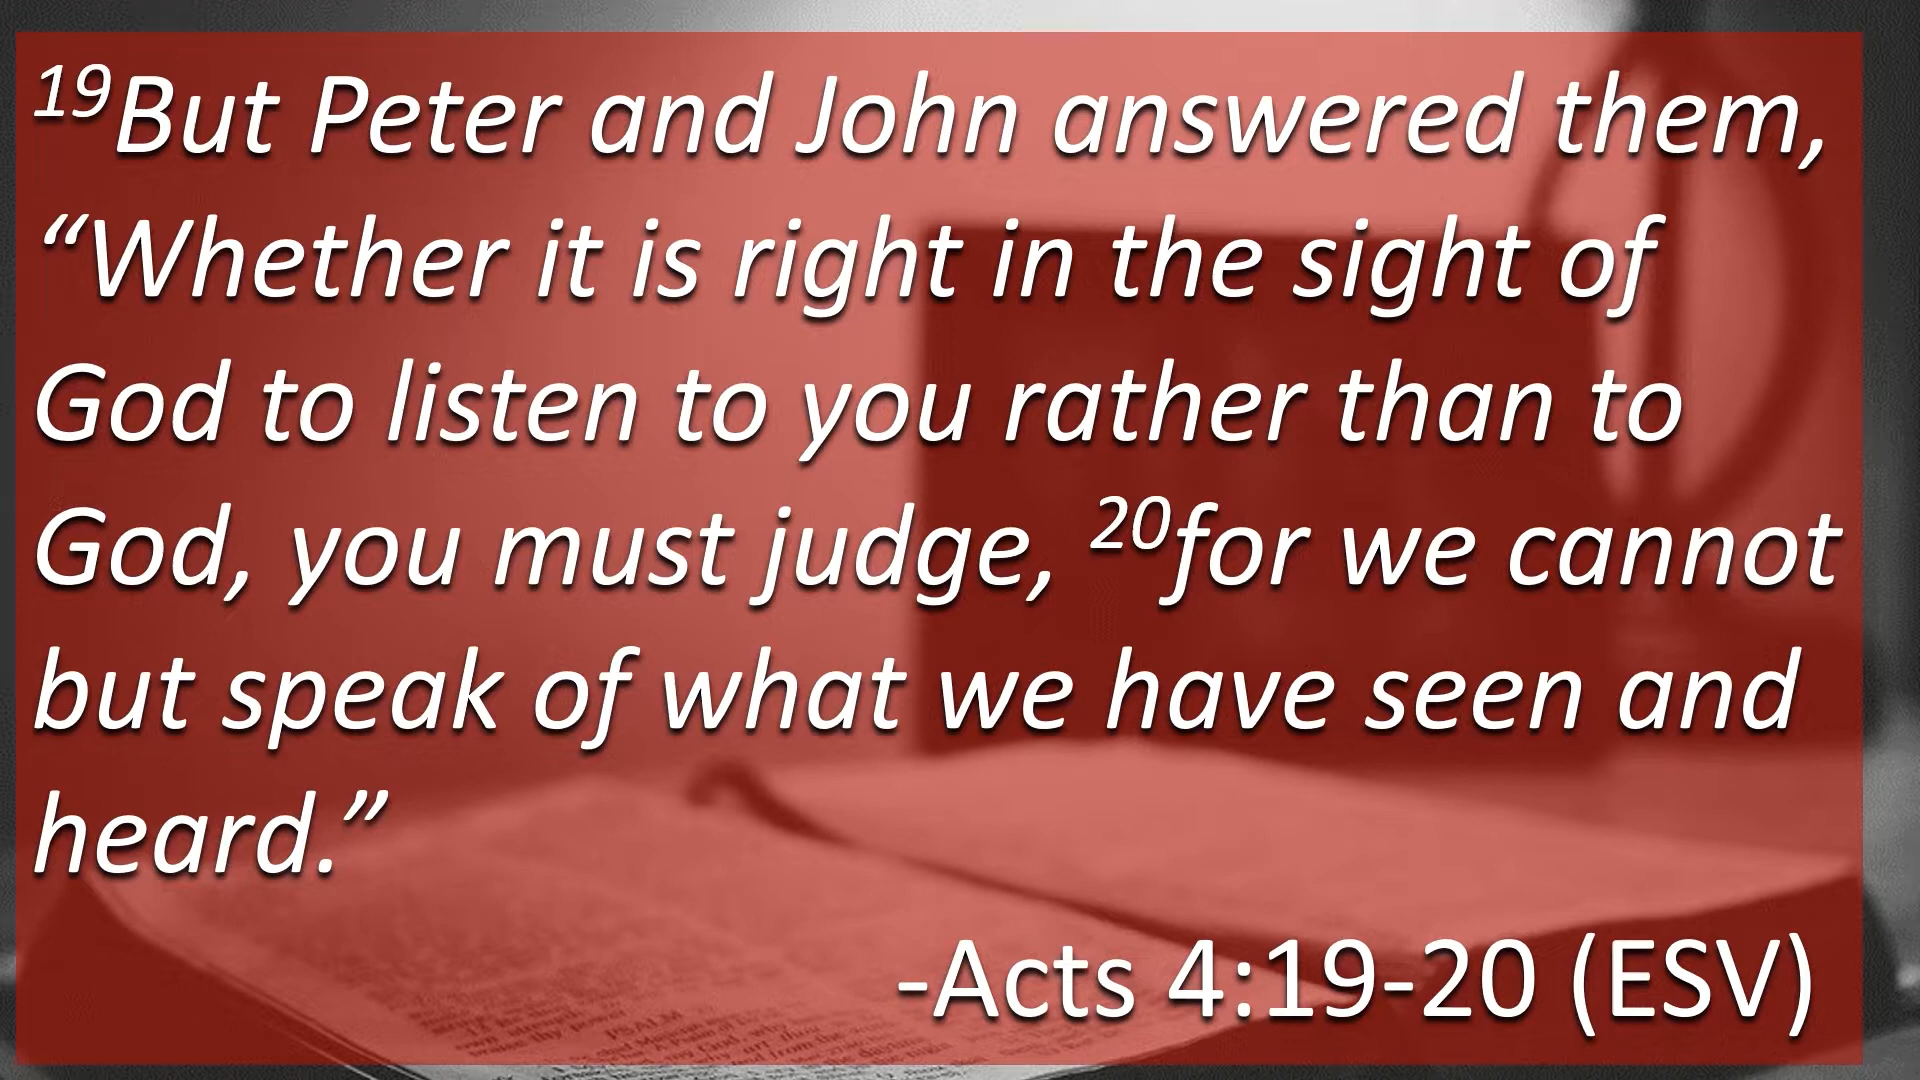 19But Peter and John answered them,
“Whether it is right in the sight of
God to listen to you rather than to
God, you must judge, 20for we cannot
but speak of what we have seen and
heard.”
-Acts 4:19-20 (ESV)
PSALM